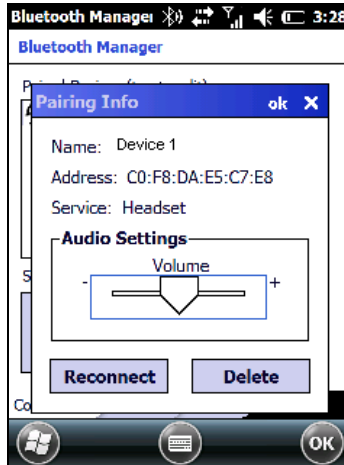 Bluetooth Manager 3:28
Bluetooth Manager
Pairing Info ok X
Name: Device 1
Address: C0:F8:DA:E5:C7:E8
Service: Headset
Audio Settings
Volume
- +
Reconnect Delete
Co
OK